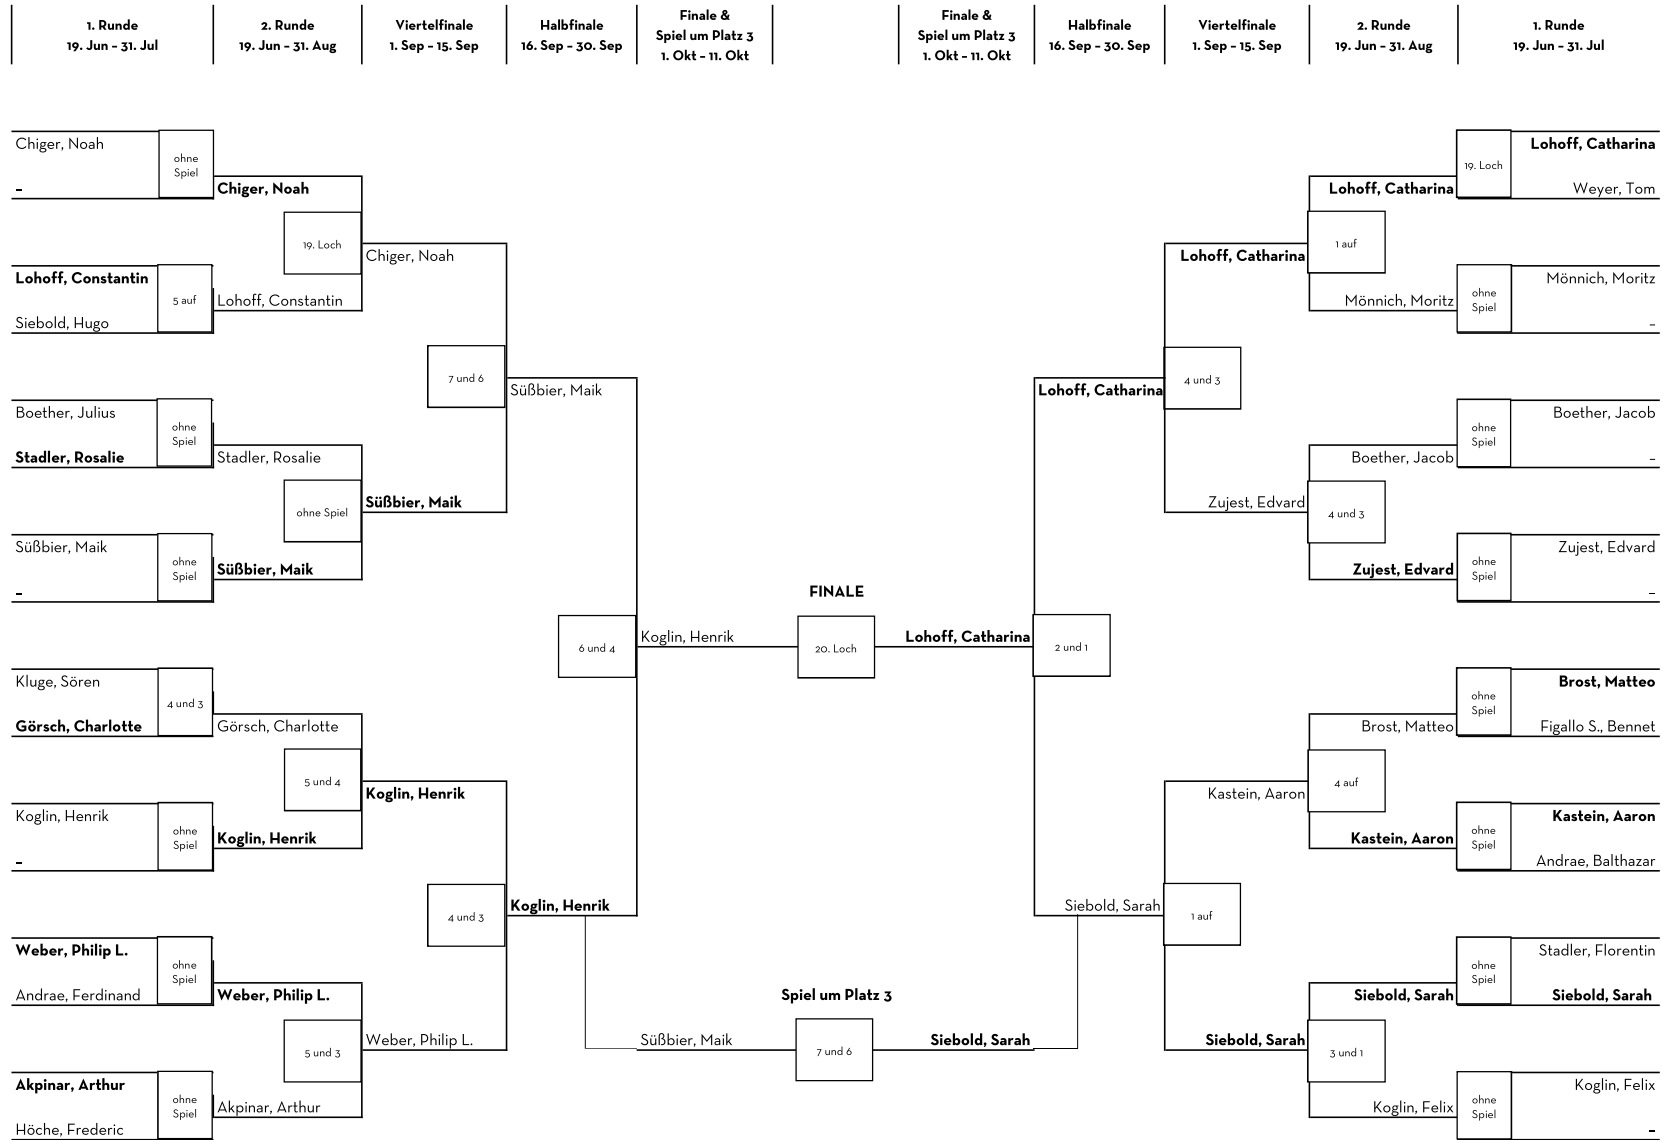 1. Runde
19. Jun – 31. Jul
2. Runde
19. Jun – 31. Aug
Viertelfinale
1. Sep – 15. Sep
Halbfinale
16. Sep – 30. Sep
Finale &
Spiel um Platz 3
1. Okt – 11. Okt
Finale &
Spiel um Platz 3
1. Okt – 11. Okt
Halbfinale
16. Sep – 30. Sep
Viertelfinale
1. Sep – 15. Sep
2. Runde
19. Jun – 31. Aug
1. Runde
19. Jun – 31. Jul
Chiger, Noah
–
ohne
Spiel
Lohoff, Constantin
Siebold, Hugo
5 auf
Boether, Julius
Stadler, Rosalie
ohne
Spiel
Süßbier, Maik
–
ohne
Spiel
Kluge, Sören
Görsch, Charlotte
4 und 3
Koglin, Henrik
–
ohne
Spiel
Weber, Philip L.
Andrae, Ferdinand
ohne
Spiel
Akpinar, Arthur
Höche, Frederic
ohne
Spiel
Chiger, Noah
19. Loch
Lohoff, Constantin
Stadler, Rosalie
ohne Spiel
Süßbier, Maik
Görsch, Charlotte
5 und 4
Koglin, Henrik
Weber, Philip L.
5 und 3
Akpinar, Arthur
Chiger, Noah
7 und 6
Süßbier, Maik
Koglin, Henrik
4 und 3
Weber, Philip L.
Süßbier, Maik
6 und 4
Koglin, Henrik
FINALE
Koglin, Henrik
20. Loch
Lohoff, Catharina
Spiel um Platz 3
Süßbier, Maik
7 und 6
Siebold, Sarah
Lohoff, Catharina
2 und 1
Siebold, Sarah
Lohoff, Catharina
4 und 3
Zujest, Edvard
Kastein, Aaron
1 auf
Siebold, Sarah
Lohoff, Catharina
1 auf
Mönnich, Moritz
Boether, Jacob
4 und 3
Zujest, Edvard
Brost, Matteo
4 auf
Kastein, Aaron
Siebold, Sarah
3 und 1
Koglin, Felix
19. Loch
Lohoff, Catharina
Weyer, Tom
ohne
Spiel
Mönnich, Moritz
–
ohne
Spiel
Boether, Jacob
–
ohne
Spiel
Zujest, Edvard
–
ohne
Spiel
Brost, Matteo
Figallo S., Bennet
ohne
Spiel
Kastein, Aaron
Andrae, Balthazar
ohne
Spiel
Stadler, Florentin
Siebold, Sarah
ohne
Spiel
Koglin, Felix
–